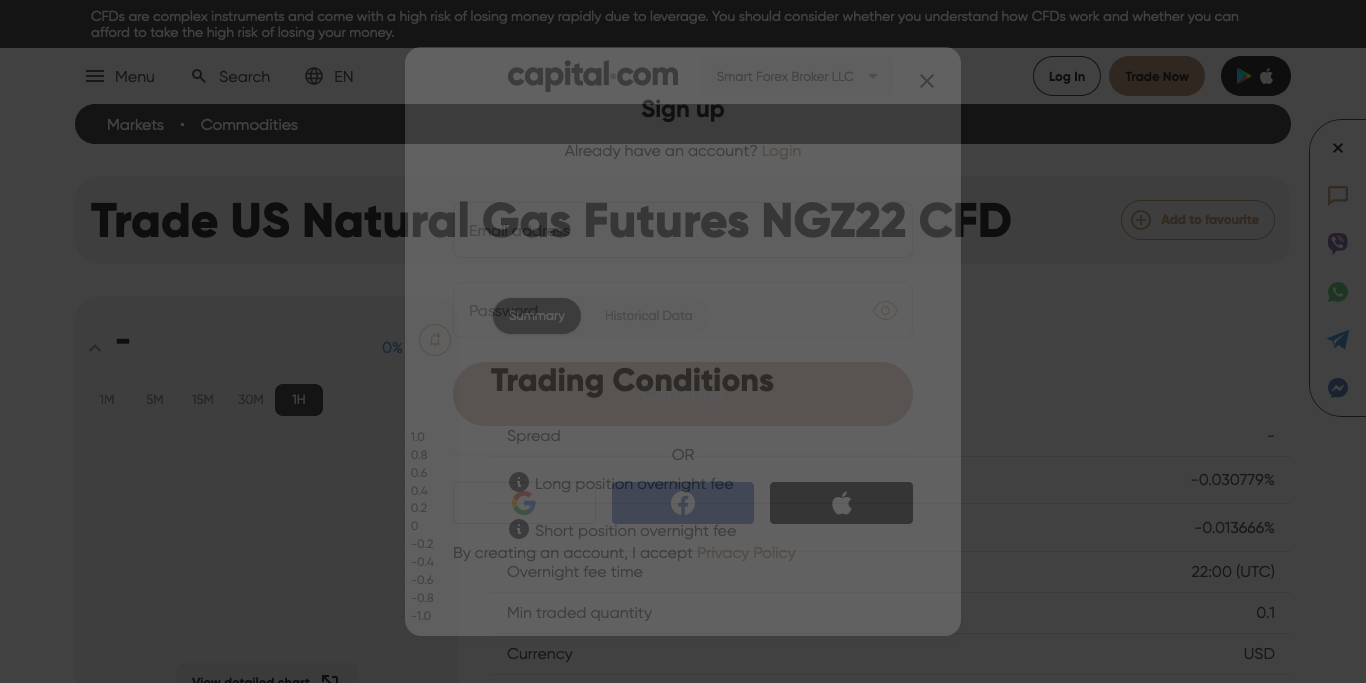 CFDs are complex instruments and come with a high risk of losing money rapidly due to leverage. You should consider whether you understand how CFDs work and whether you can
afford to take the high risk of losing your money.
Menu
Search
EN
capital.com
Smart Forex Broker LLC
Log In
Trade Now
Sign up
Markets
Commodities
Already have an account? Login
Trade US Natural Gas Futures NGZ22 CFD
Add to favourite
Email address
Password
Summary
Historical Data
0%
1M
5M
15M
30M
1H
Trading Conditions
1.0
0.8
0.6
0.4
0.2
0
-0.2
-0.4
-0.6
-0.8
-1.0
Spread
-
OR
Long position overnight fee
-0.030779%
Short position overnight fee
-0.013666%
By creating an account, I accept Privacy Policy
Overnight fee time
22:00 (UTC)
Min traded quantity
0.1
Currency
USD
View detailed chart